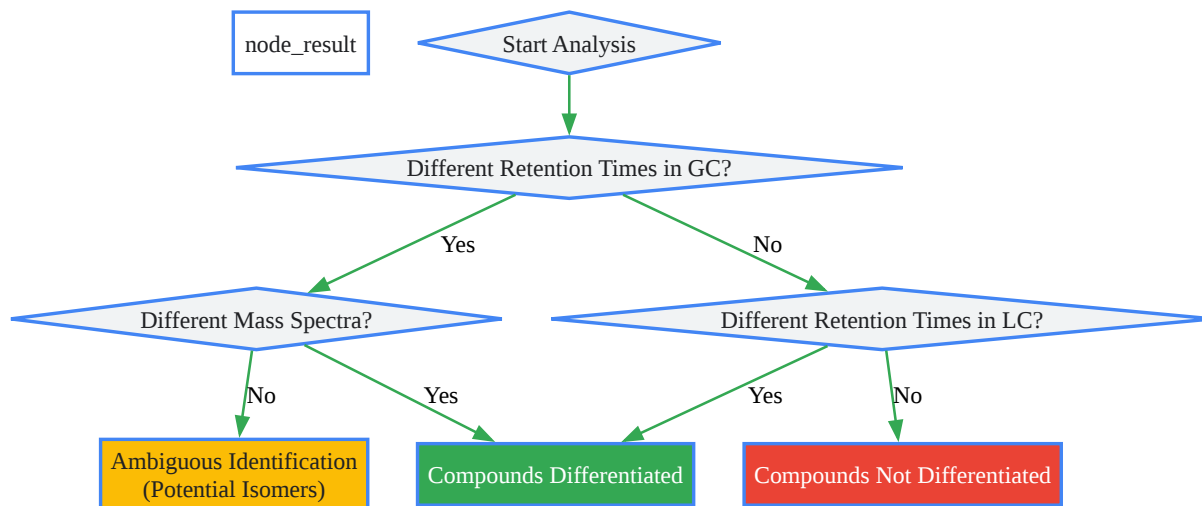 node_result
Start Analysis
Different Retention Times in GC?
Yes
No
Different Mass Spectra?
Different Retention Times in LC?
No
Yes
Yes
No
Ambiguous Identification
(Potential Isomers)
Compounds Differentiated
Compounds Not Differentiated